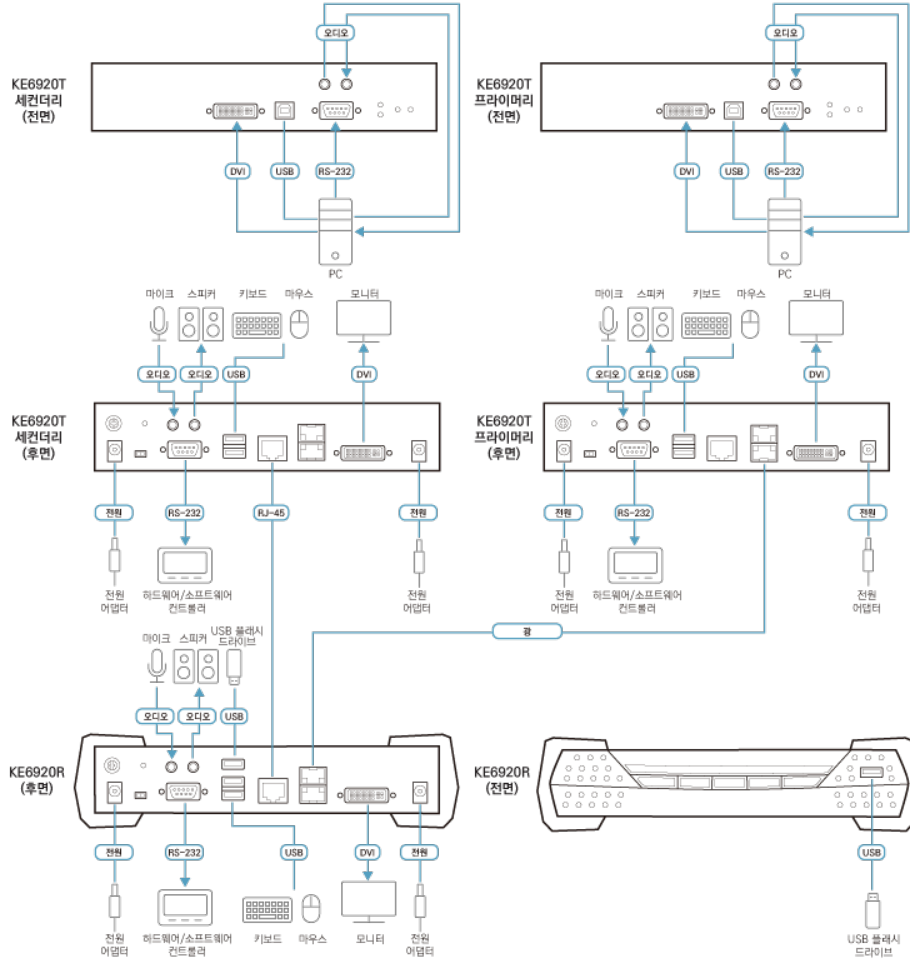 오디오
오디오
KE6920T
세컨더리
(전면)
KE6920T
프라이머리
(전면)
DVI
USB
RS-232
DVI
USB
RS-232
PC
PC
마이크
스피커
키보드
마우스
모니터
마이크
스피커
키보드
마우스
모니터
오디오
오디오
USB
DVI
오디오
오디오
USB
DVI
KE6920T
세컨더리
(후면)
KE6920T
프라이머리
(후면)
전원
RS-232
RJ-45
전원
전원
RS-232
전원
전원
어댑터
하드웨어/소프트웨어
컨트롤러
전원
어댑터
전원
어댑터
하드웨어/소프트웨어
컨트롤러
전원
어댑터
광
마이크
스피커
USB 플래시
드라이브
오디오
오디오
USB
KE6920R
(후면)
KE6920R
(전면)
전원
RS-232
USB
DVI
전원
USB
전원
어댑터
하드웨어/소프트웨어
컨트롤러
키보드
마우스
모니터
전원
어댑터
USB 플래시
드라이브